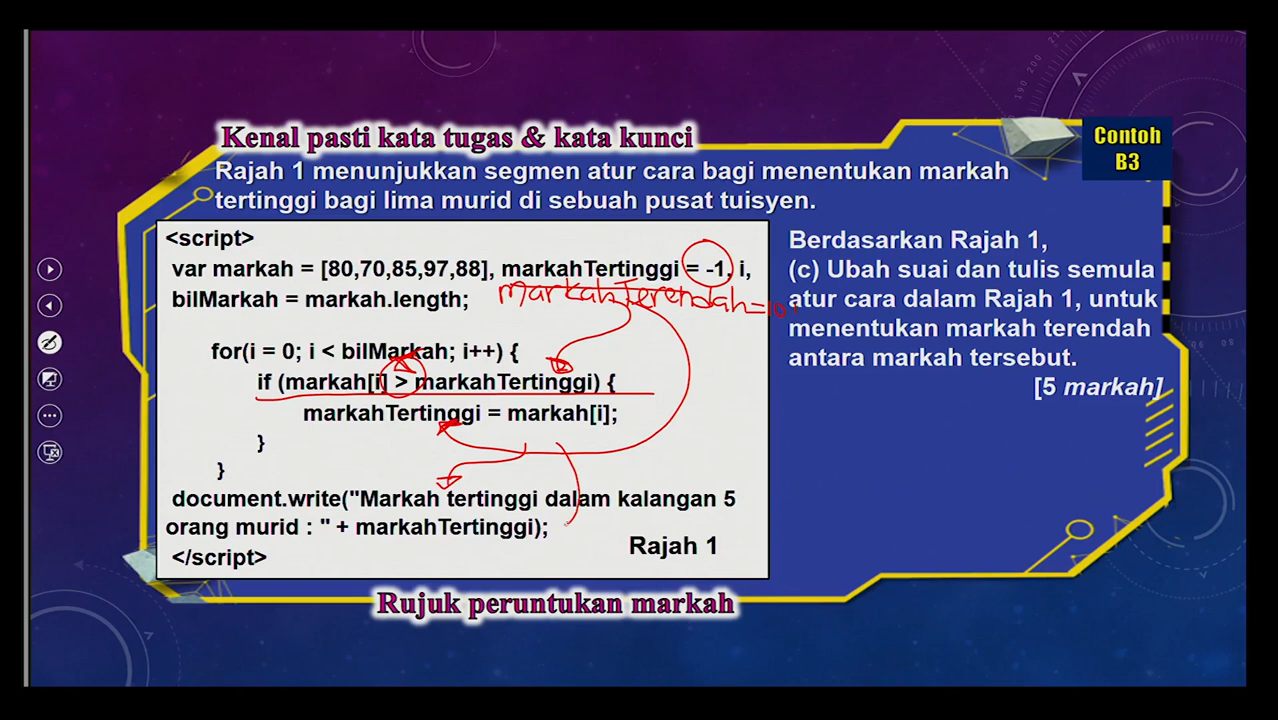 Kenal pasti kata tugas & kata kunci
Contoh
B3
Rajah 1 menunjukkan segmen atur cara bagi menentukan markah
tertinggi bagi lima murid di sebuah pusat tuisyen.
<script>
var markah = [80,70,85,97,88], markahTertinggi = -1, i,
bilMarkah = markah.length;
markahTerendah=101
for(i = 0; i < bilMarkah; i++) {
if (markah[i] > markahTertinggi) {
markahTertinggi = markah[i];
}
}
document.write("Markah tertinggi dalam kalangan 5
orang murid : " + markahTertinggi);
</script>
Rajah 1
Berdasarkan Rajah 1,
(c) Ubah suai dan tulis semula
atur cara dalam Rajah 1, untuk
menentukan markah terendah
antara markah tersebut.
[5 markah]
Rujuk peruntukan markah
190 200 210